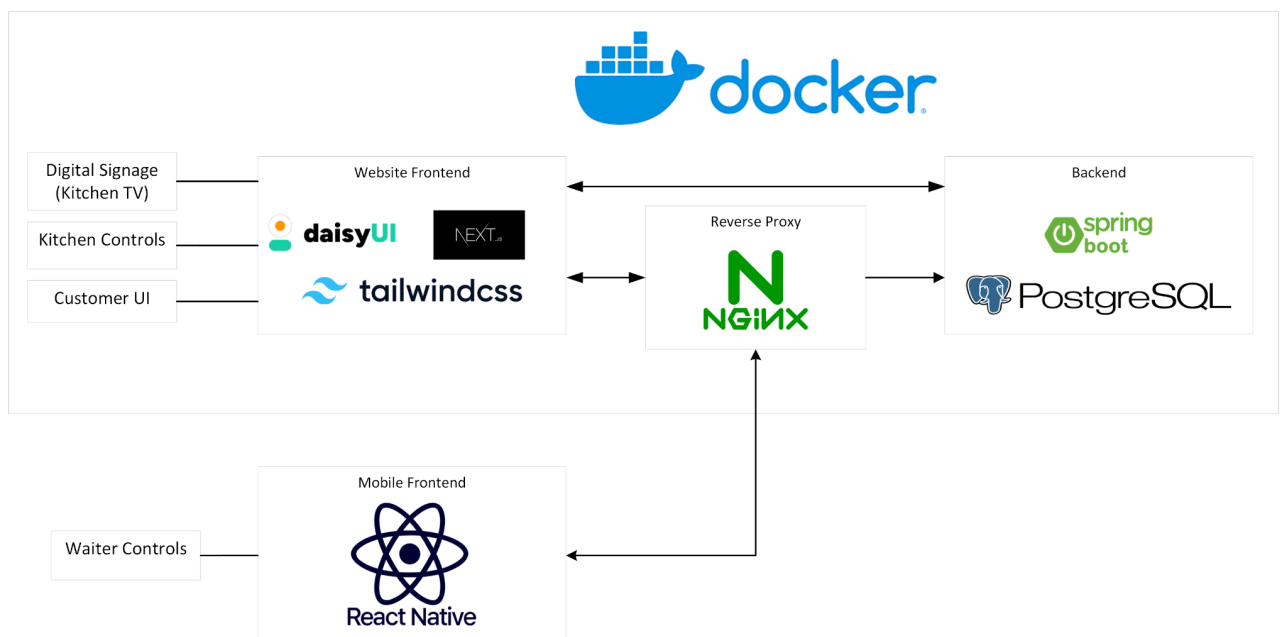 docker
Digital Signage
(Kitchen TV)
Kitchen Controls
Customer UI
Website Frontend
daisyUI
NEXT.JS
tailwindcss
Reverse Proxy
N
NGiNX
Backend
spring
boot
PostgreSQL
Mobile Frontend
Waiter Controls
React Native